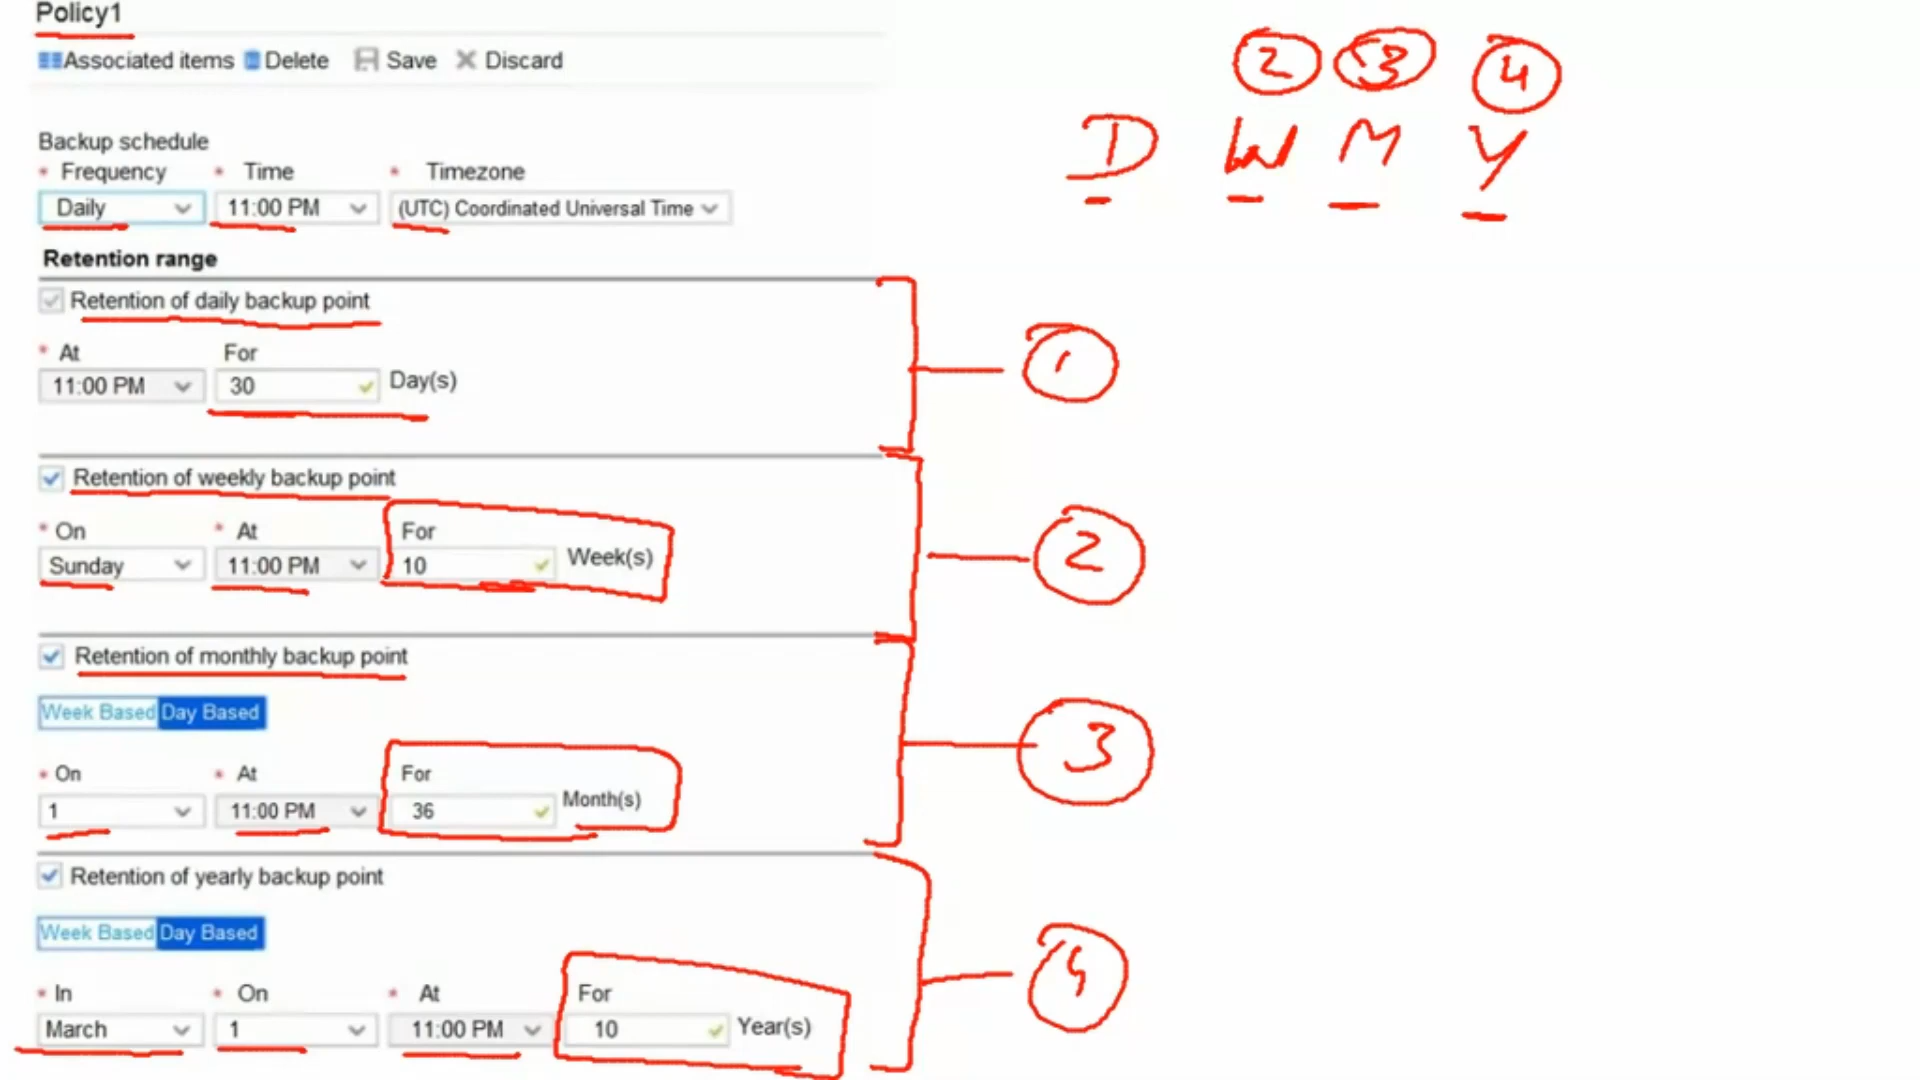 Policy1
Associated items Delete Save Discard
2 3 4
D W M Y
Backup schedule
* Frequency * Time * Timezone
Daily 11:00 PM (UTC) Coordinated Universal Time
Retention range
Retention of daily backup point
* At For
11:00 PM 30 Day(s)
1
Retention of weekly backup point
* On * At For
Sunday 11:00 PM 10 Week(s)
2
Retention of monthly backup point
Week Based Day Based
3
* On * At For
1 11:00 PM 36 Month(s)
Retention of yearly backup point
Week Based Day Based
4
* In * On * At For
March 1 11:00 PM 10 Year(s)